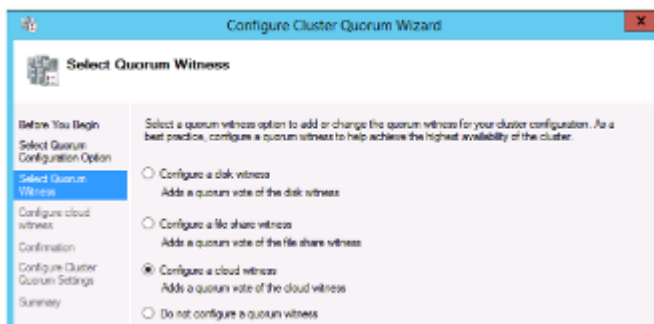 Configure Cluster Quorum Wizard
x
Select Quorum Witness
Before You Begin
Select Quorum
Configuration Option
Select Quorum
Witness
Configure cloud
witness
Confirmation
Configure Cluster
Quorum Settings
Summary
Select a quorum witness option to add or change the quorum witness for your cluster configuration. As a
best practice, configure a quorum witness to help achieve the highest availability of the cluster.
Configure a disk witness
Adds a quorum vote of the disk witness
Configure a file share witness
Adds a quorum vote of the file share witness
Configure a cloud witness
Adds a quorum vote of the cloud witness
Do not configure a quorum witness